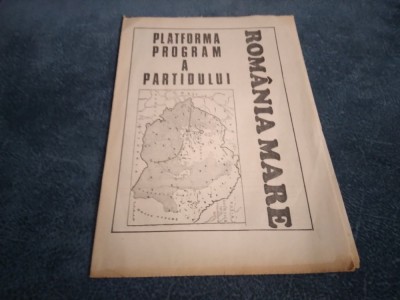 PLATFORMA
PROGRAM
A
PARTIDULUI
ROMÂNIA MARE